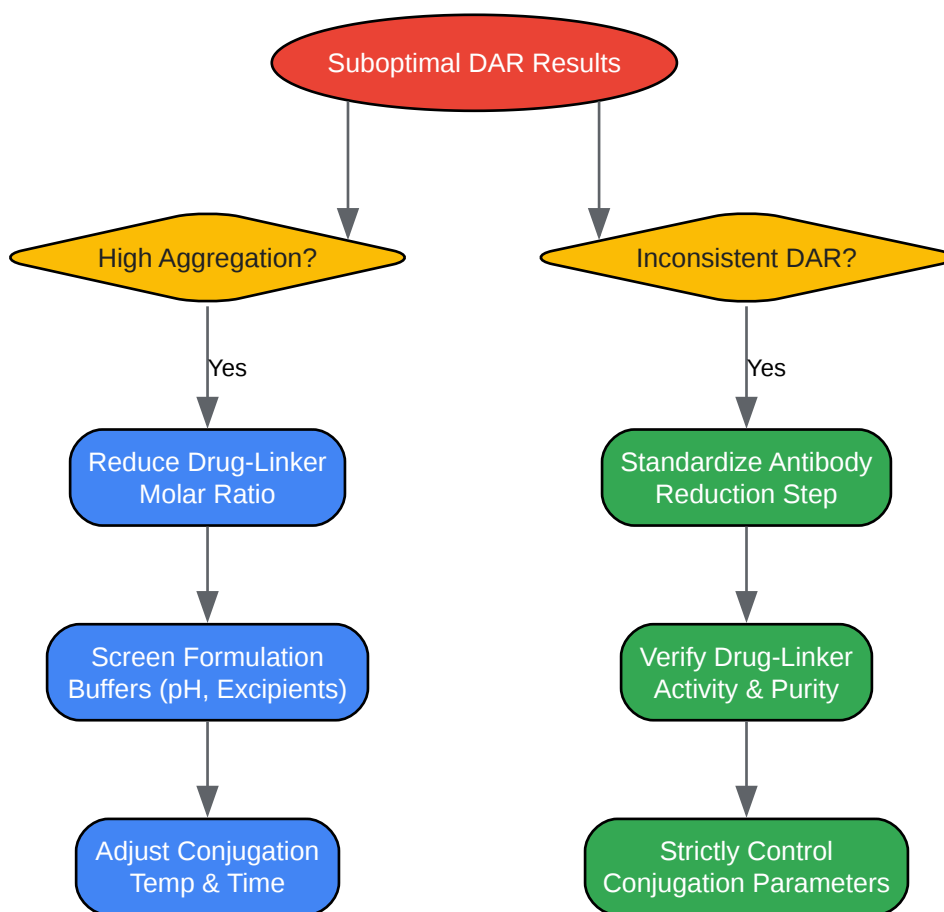 Suboptimal DAR Results
High Aggregation?
Inconsistent DAR?
Yes
Yes
Reduce Drug-Linker
Molar Ratio
Standardize Antibody
Reduction Step
Screen Formulation
Buffers (pH, Excipients)
Verify Drug-Linker
Activity & Purity
Adjust Conjugation
Temp & Time
Strictly Control
Conjugation Parameters